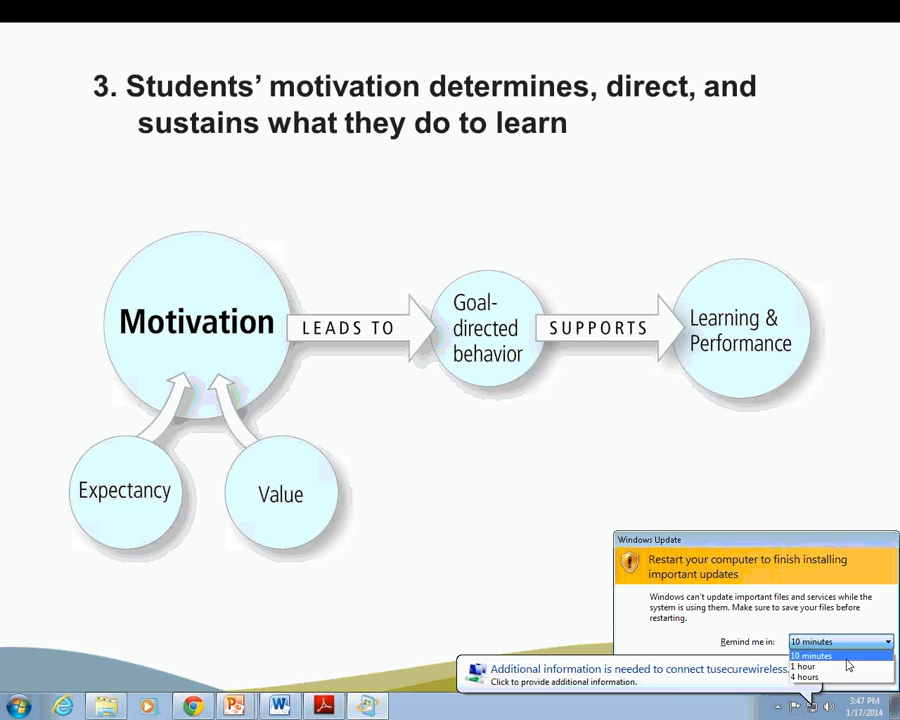 3. Students’ motivation determines, direct, and
sustains what they do to learn
Motivation
LEADS TO
Goal-
directed
behavior
SUPPORTS
Learning &
Performance
Expectancy
Value
Windows Update
Restart your computer to finish installing
important updates
Windows can't update important files and services while the
system is using them. Make sure to save your files before
restarting.
Remind me in:
10 minutes
10 minutes
1 hour
4 hours
Additional information is needed to connect tusecurewireless.
Click to provide additional information.
3:47 PM
1/17/2014